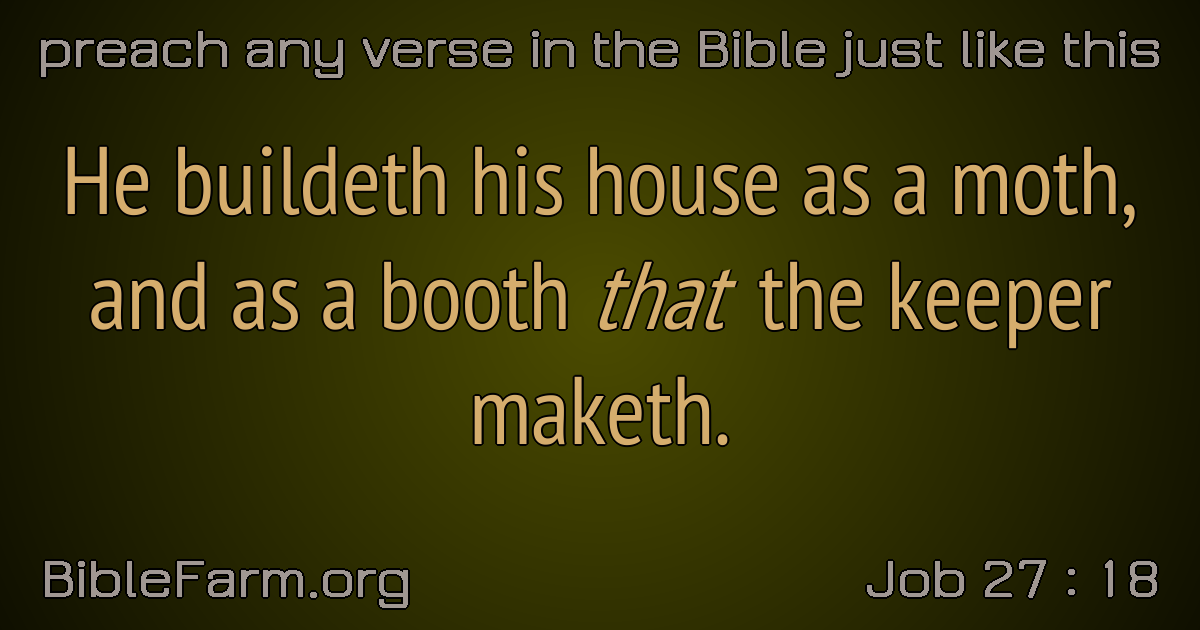 preach any verse in the Bible just like this
He buildeth his house as a moth,
and as a booth that the keeper
maketh.
BibleFarm.org
Job 27 : 18